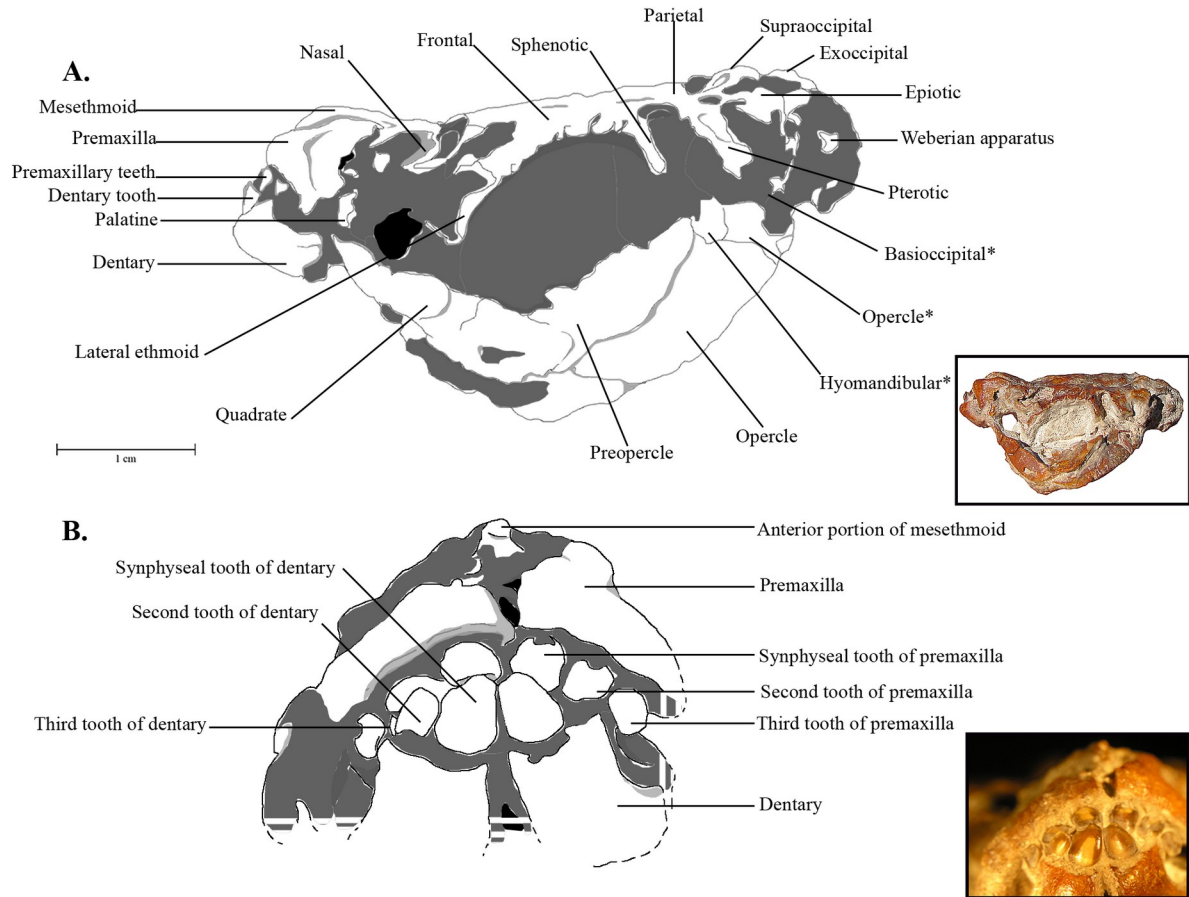 A.
Nasal
Frontal
Sphenotic
Parietal
Supraoccipital
Exoccipital
Mesethmoid
Premaxilla
Premaxillary teeth
Dentary tooth
Palatine
Dentary
Lateral ethmoid
Quadrate
Epiotic
Weberian apparatus
Pterotic
Basioccipital*
Opercle*
Hyomandibular*
Opercle
Preopercle
1 cm
B.
Synphyseal tooth of dentary
Second tooth of dentary
Third tooth of dentary
Anterior portion of mesethmoid
Premaxilla
Synphyseal tooth of premaxilla
Second tooth of premaxilla
Third tooth of premaxilla
Dentary